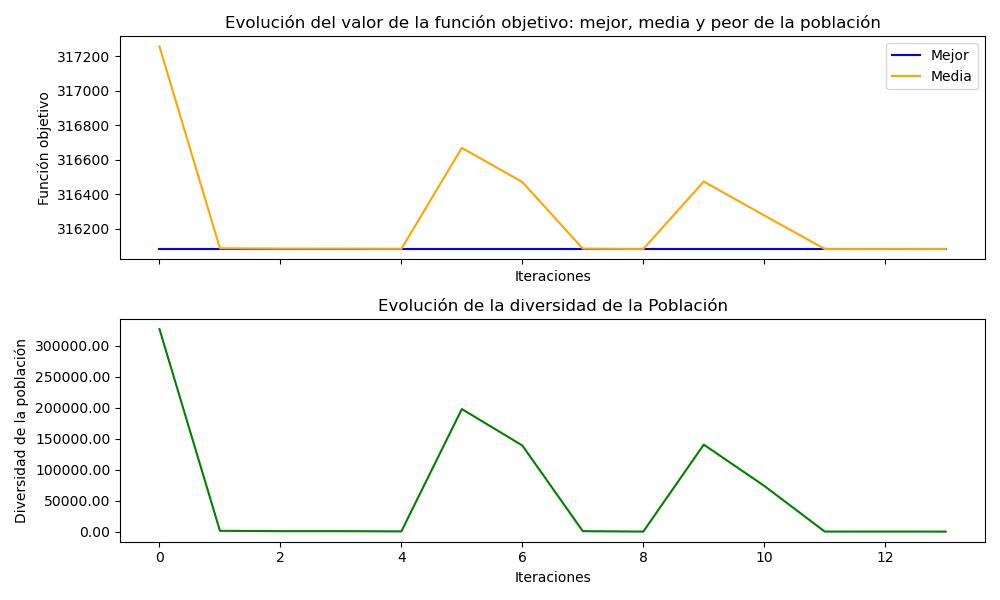 Evolución del valor de la función objetivo: mejor, media y peor de la población
Función objetivo
317200
317000
316800
316600
316400
316200
Mejor
Media
Iteraciones
Evolución de la diversidad de la Población
Diversidad de la población
300000.00
250000.00
200000.00
150000.00
100000.00
50000.00
0.00
0 2 4 6 8 10 12
Iteraciones